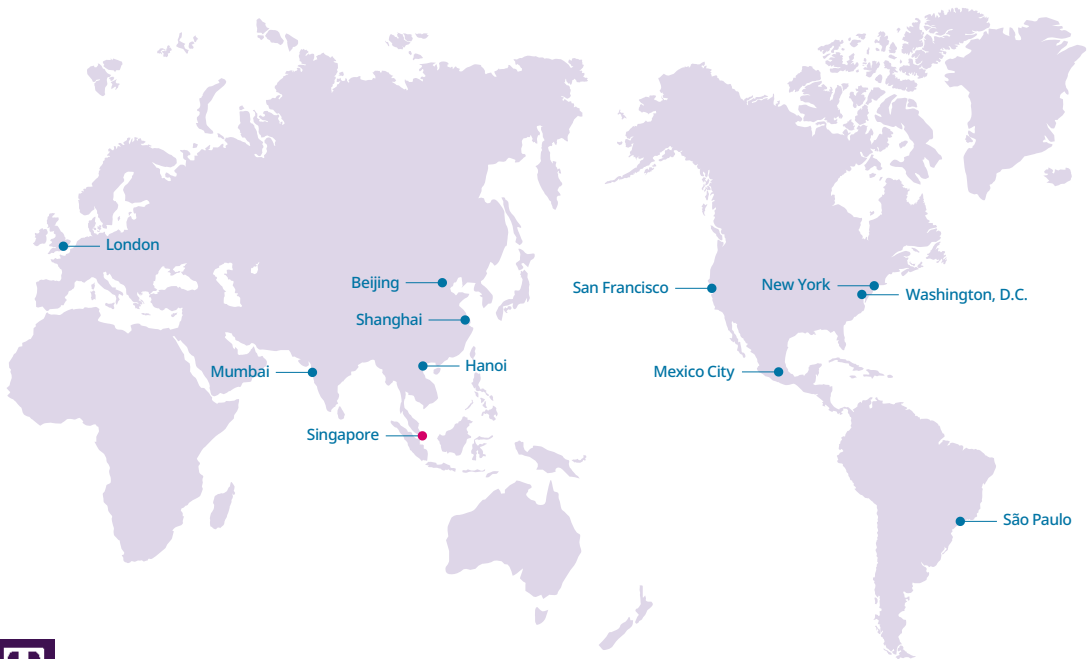 London
Beijing
San Francisco
New York
Washington, D.C.
Shanghai
Mumbai
Hanoi
Mexico City
Singapore
São Paulo
T